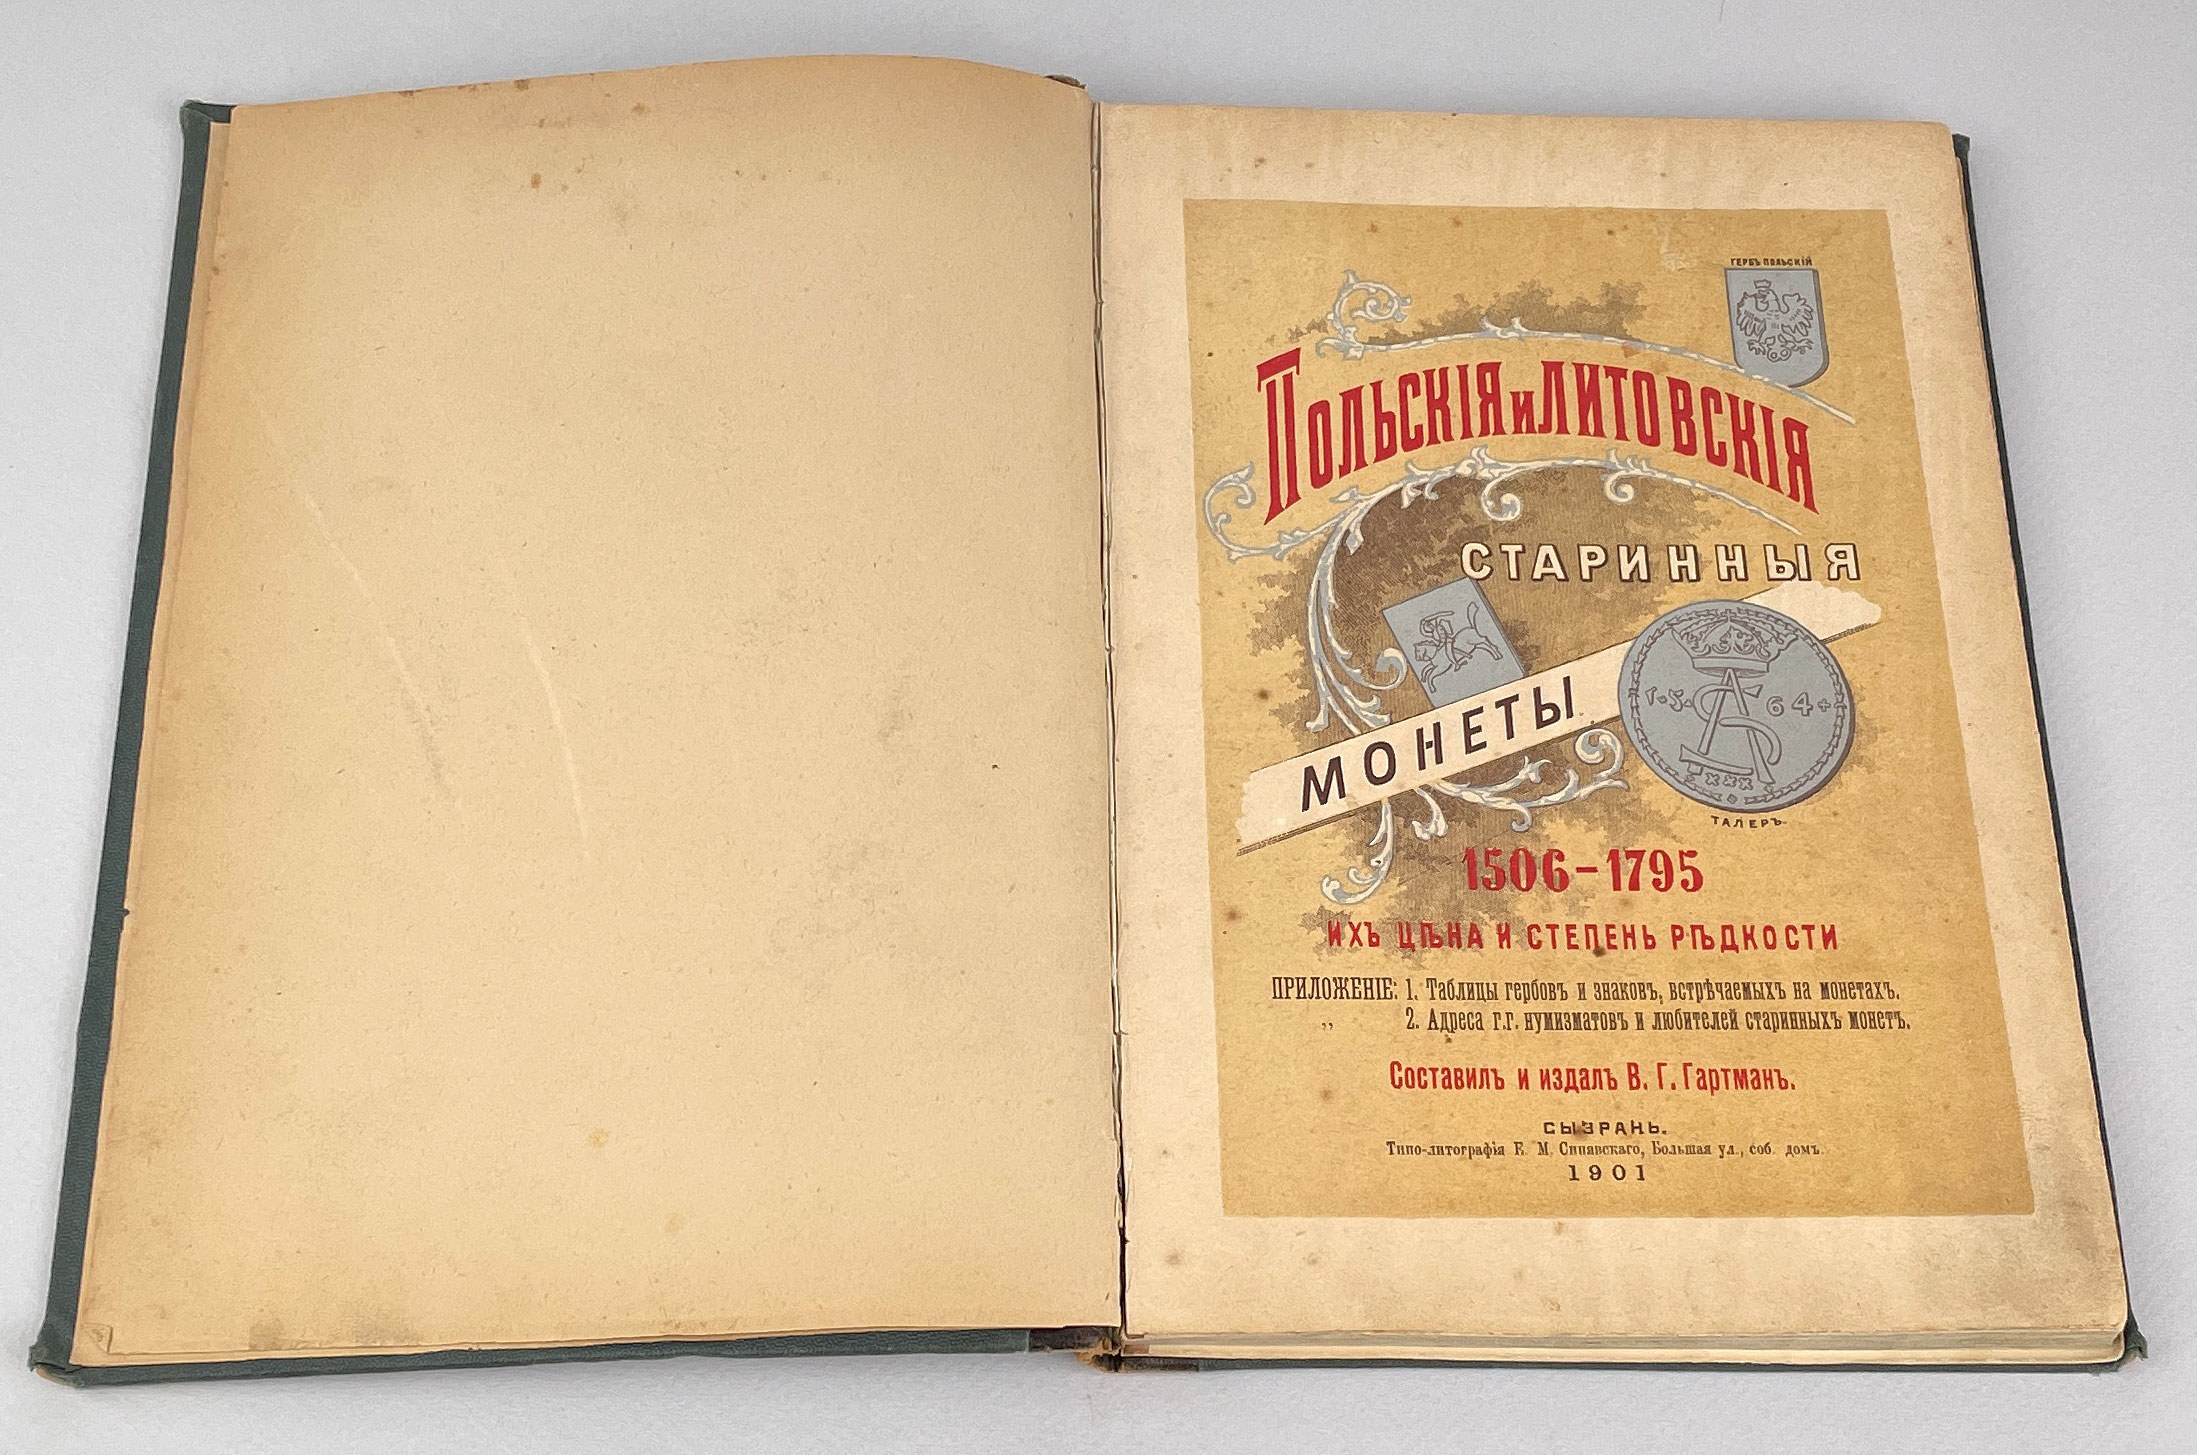 ГЕРБЪ ПОЛЬСКІЙ
ПОЛЬСКІЯ И ЛИТОВСКІЯ
СТАРИННЫЯ
МОНЕТЫ
1·5· 64+
ТАЛЕРЪ.
1506–1795
ИХЪ ЦѢНА И СТЕПЕНЬ РѢДКОСТИ
ПРИЛОЖЕНІЕ: 1. Таблицы гербовъ и знаковъ, встрѣчаемыхъ на монетахъ.
„ 2. Адреса г.г. нумизматовъ и любителей старинныхъ монетъ.
Составилъ и издалъ В. Г. Гартманъ.
СЫЗРАНЬ.
Типо-литографія Е. М. Синявскаго, Большая ул., соб. домъ.
1901